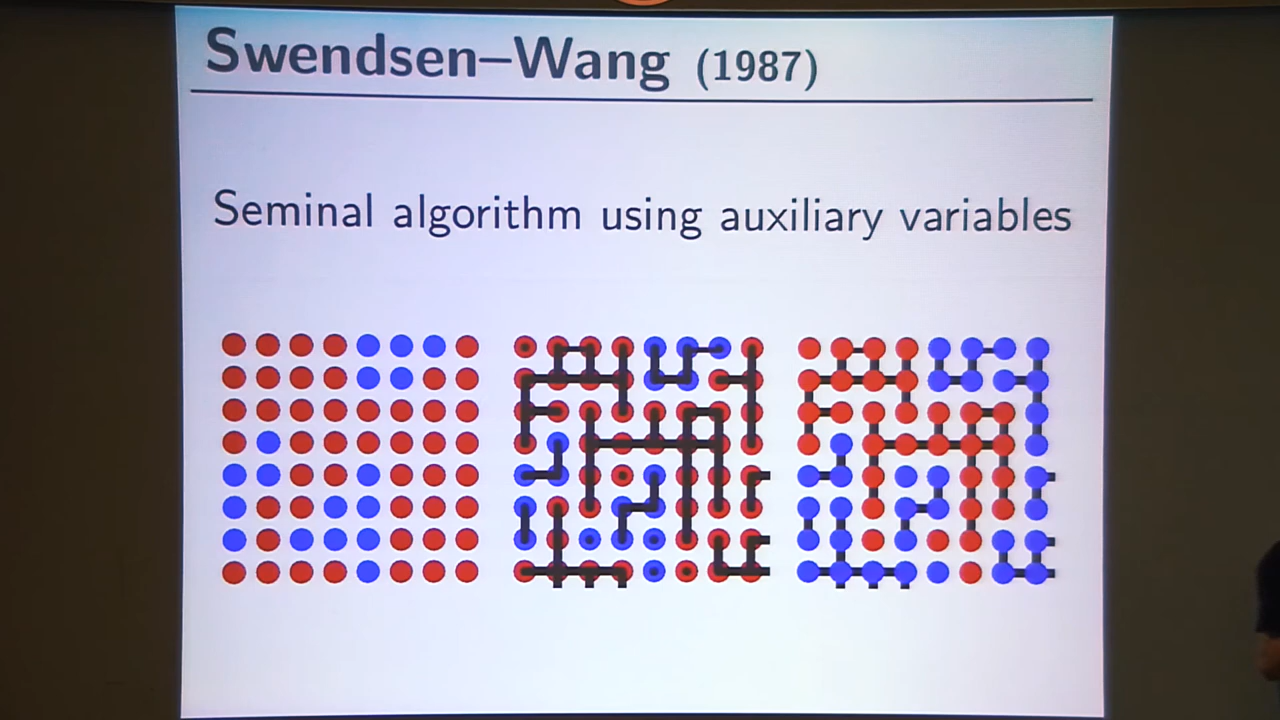 Swendsen–Wang (1987)
Seminal algorithm using auxiliary variables